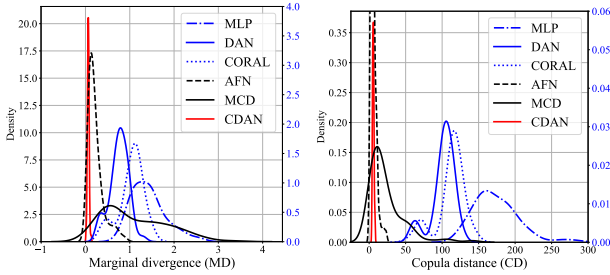 4.0
20.0
17.5
15.0
12.5
10.0
7.5
5.0
2.5
0.0
Density
3.5
3.0
2.5
2.0
1.5
1.0
0.5
0.0
MLP
DAN
CORAL
AFN
MCD
CDAN
−1 0 1 2 3 4
Marginal divergence (MD)
0.35
0.30
0.25
0.20
0.15
0.10
0.05
0.00
Density
0.06
0.05
0.04
0.03
0.02
0.01
0.00
MLP
DAN
CORAL
AFN
MCD
CDAN
0 50 100 150 200 250 300
Copula distance (CD)